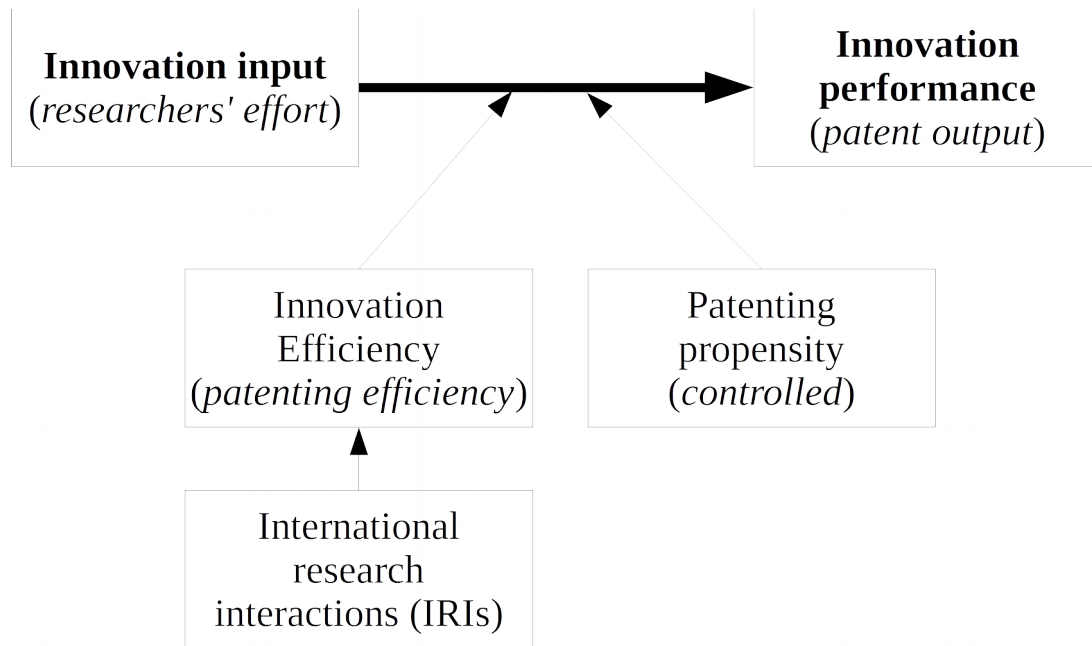 Innovation input
(researchers' effort)
Innovation
performance
(patent output)
Innovation
Efficiency
(patenting efficiency)
Patenting
propensity
(controlled)
International
research
interactions (IRIs)